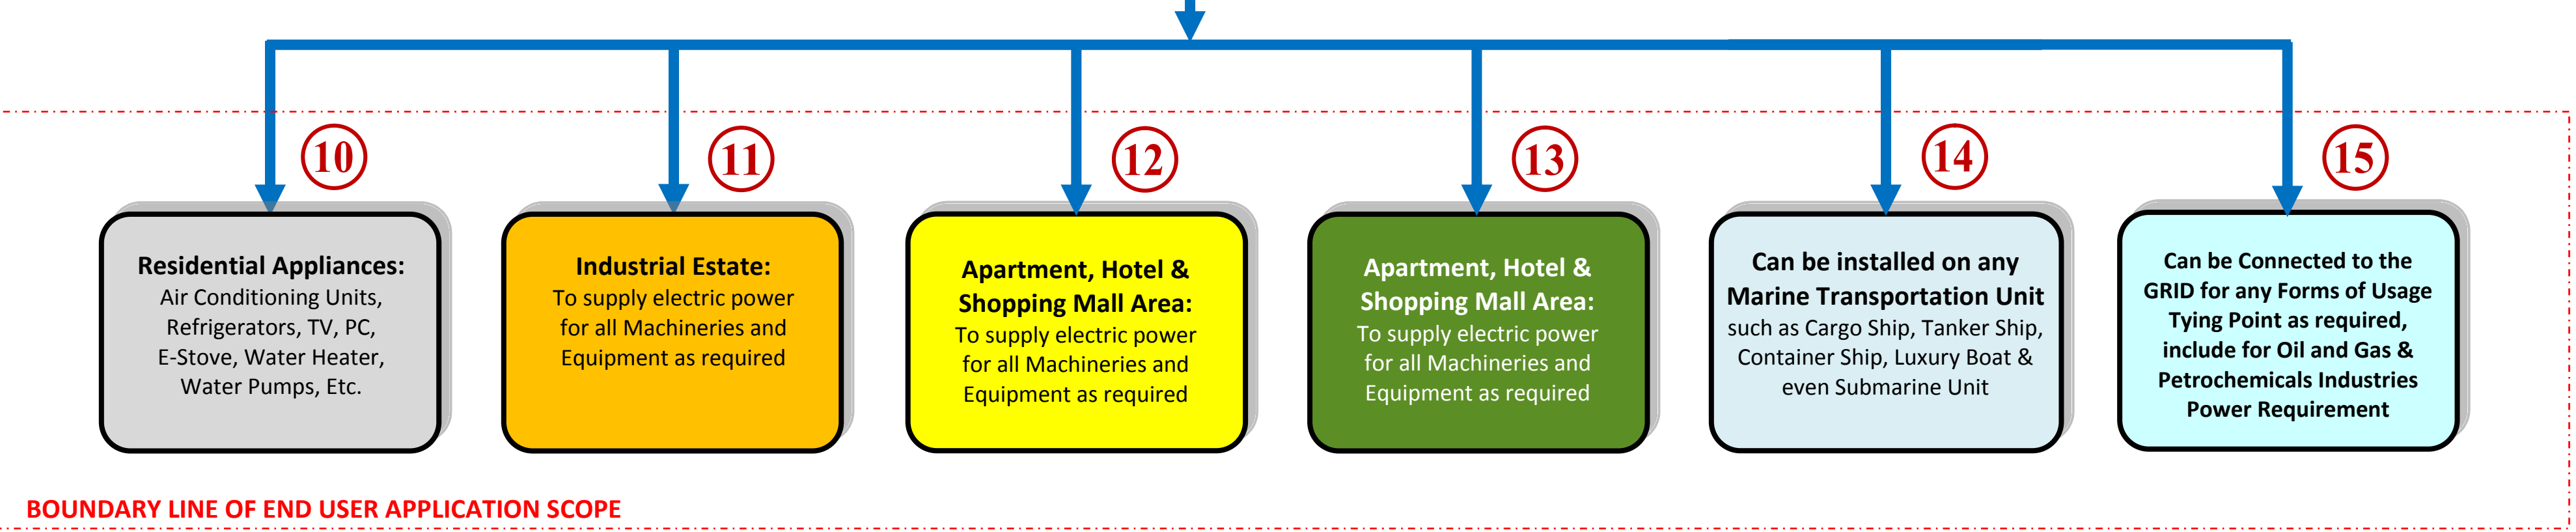 10
11
12
13
14
15
Residential Appliances:
Air Conditioning Units,
Refrigerators, TV, PC,
E-Stove, Water Heater,
Water Pumps, Etc.
Industrial Estate:
To supply electric power
for all Machineries and
Equipment as required
Apartment, Hotel &
Shopping Mall Area:
To supply electric power
for all Machineries and
Equipment as required
Apartment, Hotel &
Shopping Mall Area:
To supply electric power
for all Machineries and
Equipment as required
Can be installed on any
Marine Transportation Unit
such as Cargo Ship, Tanker Ship,
Container Ship, Luxury Boat &
even Submarine Unit
Can be Connected to the
GRID for any Forms of Usage
Tying Point as required,
include for Oil and Gas &
Petrochemicals Industries
Power Requirement
BOUNDARY LINE OF END USER APPLICATION SCOPE